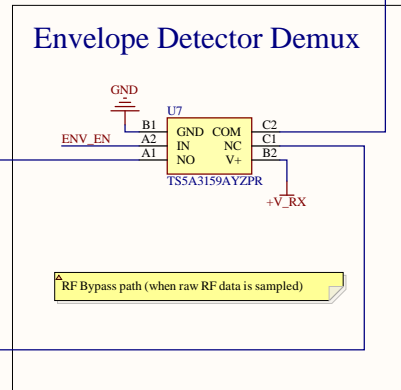 Envelope Detector Demux
GND
U7
B1 GND COM C2
ENV_EN A2 IN NC C1
A1 NO V+ B2
TS5A3159AYZPR
+V_RX
RF Bypass path (when raw RF data is sampled)